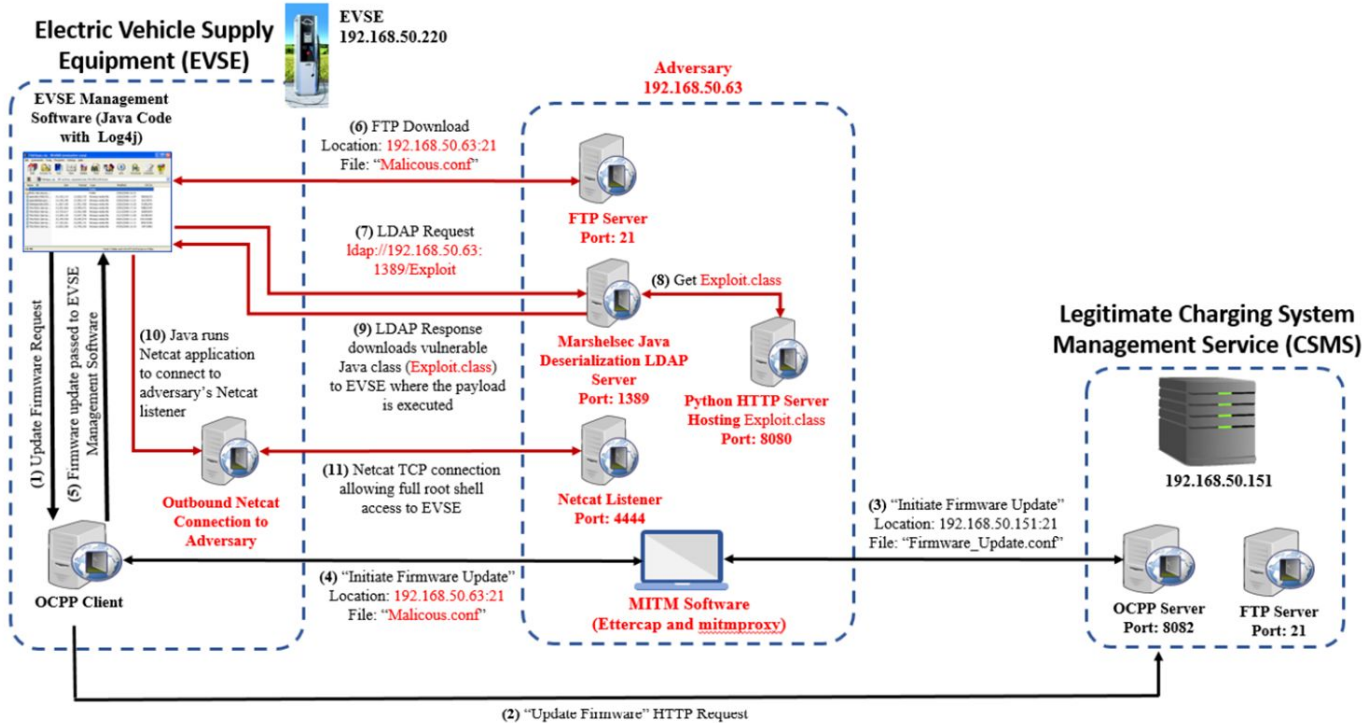 Electric Vehicle Supply
Equipment (EVSE)
EVSE
192.168.50.220
EVSE Management
Software (Java Code
with Log4j)
Adversary
192.168.50.63
(6) FTP Download
Location: 192.168.50.63:21
File: “Malicous.conf”
FTP Server
Port: 21
(7) LDAP Request
ldap://192.168.50.63:
1389/Exploit
(8) Get Exploit.class
(9) LDAP Response
downloads vulnerable
Java class (Exploit.class)
to EVSE where the payload
is executed
Marshelsec Java
Deserialization LDAP
Server
Port: 1389
Python HTTP Server
Hosting Exploit.class
Port: 8080
(1) Update Firmware Request
(5) Firmware update passed to EVSE
Management Software
(10) Java runs
Netcat application
to connect to
adversary’s Netcat
listener
Outbound Netcat
Connection to
Adversary
(11) Netcat TCP connection
allowing full root shell
access to EVSE
Netcat Listener
Port: 4444
OCPP Client
(4) “Initiate Firmware Update”
Location: 192.168.50.63:21
File: “Malicous.conf”
MITM Software
(Ettercap and mitmproxy)
Legitimate Charging System
Management Service (CSMS)
192.168.50.151
(3) “Initiate Firmware Update”
Location: 192.168.50.151:21
File: “Firmware_Update.conf”
OCPP Server
Port: 8082
FTP Server
Port: 21
(2) “Update Firmware” HTTP Request